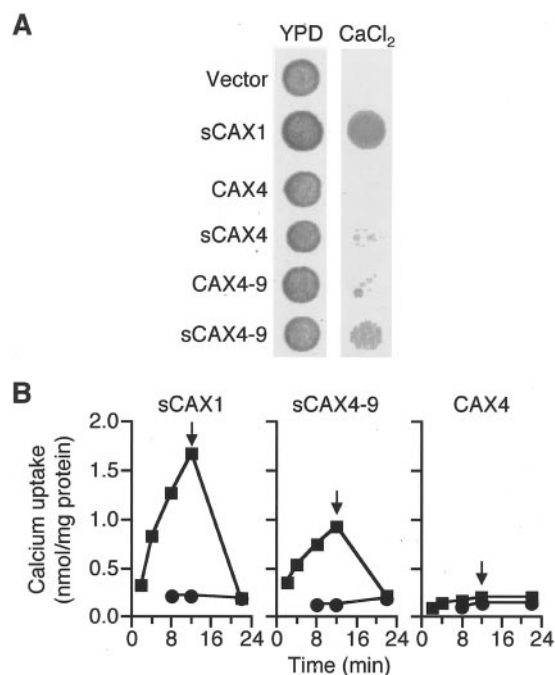 A
YPD CaCl₂
Vector
sCAX1
CAX4
sCAX4
CAX4-9
sCAX4-9
B
sCAX1 sCAX4-9 CAX4
Calcium uptake
(nmol/mg protein)
2.0
1.5
1.0
0.5
0.0
0 8 16 24 0 8 16 24 0 8 16 24
Time (min)